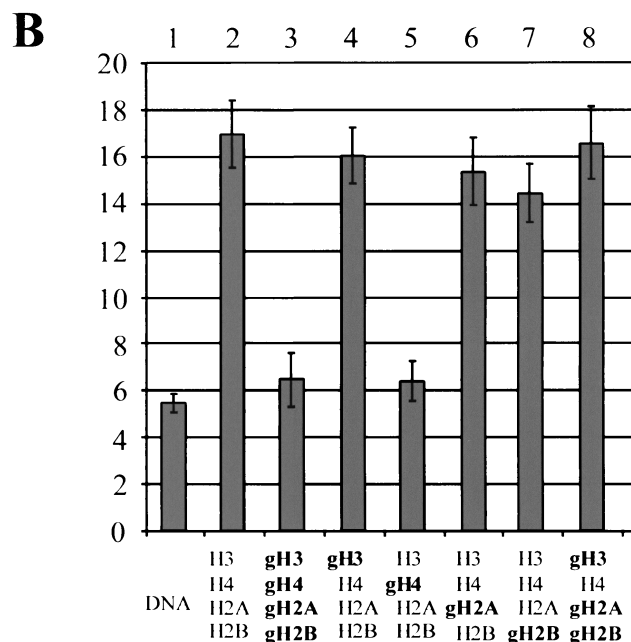 B
1 2 3 4 5 6 7 8
20
18
16
14
12
10
8
6
4
2
0
H3 gH3 gH3 H3 H3 H3 gH3
H4 gH4 H4 gH4 H4 H4 H4
DNA H2A gH2A H2A H2A gH2A H2A gH2A
H2B gH2B H2B H2B H2B gH2B gH2B